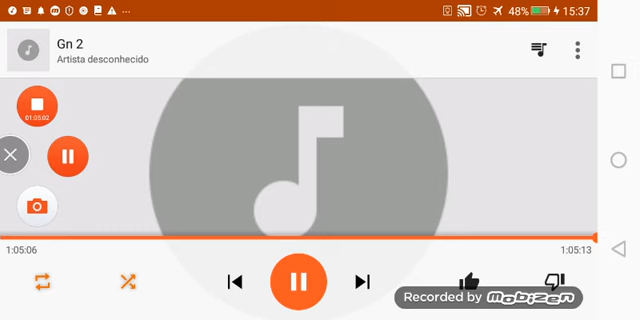 48% 15:37
Gn 2
Artista desconhecido
01:05:02
1:05:06
1:05:13
Recorded by mobizen